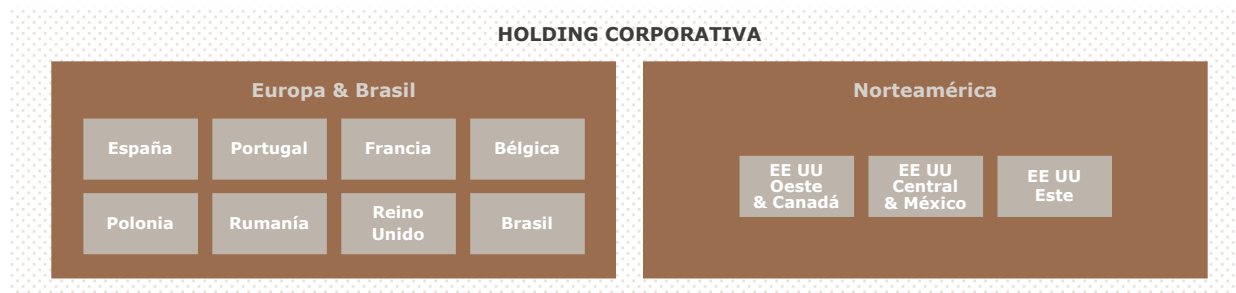 HOLDING CORPORATIVA
Europa & Brasil
España
Portugal
Francia
Bélgica
Polonia
Rumanía
Reino
Unido
Brasil
Norteamérica
EE UU
Oeste
& Canadá
EE UU
Central
& México
EE UU
Este